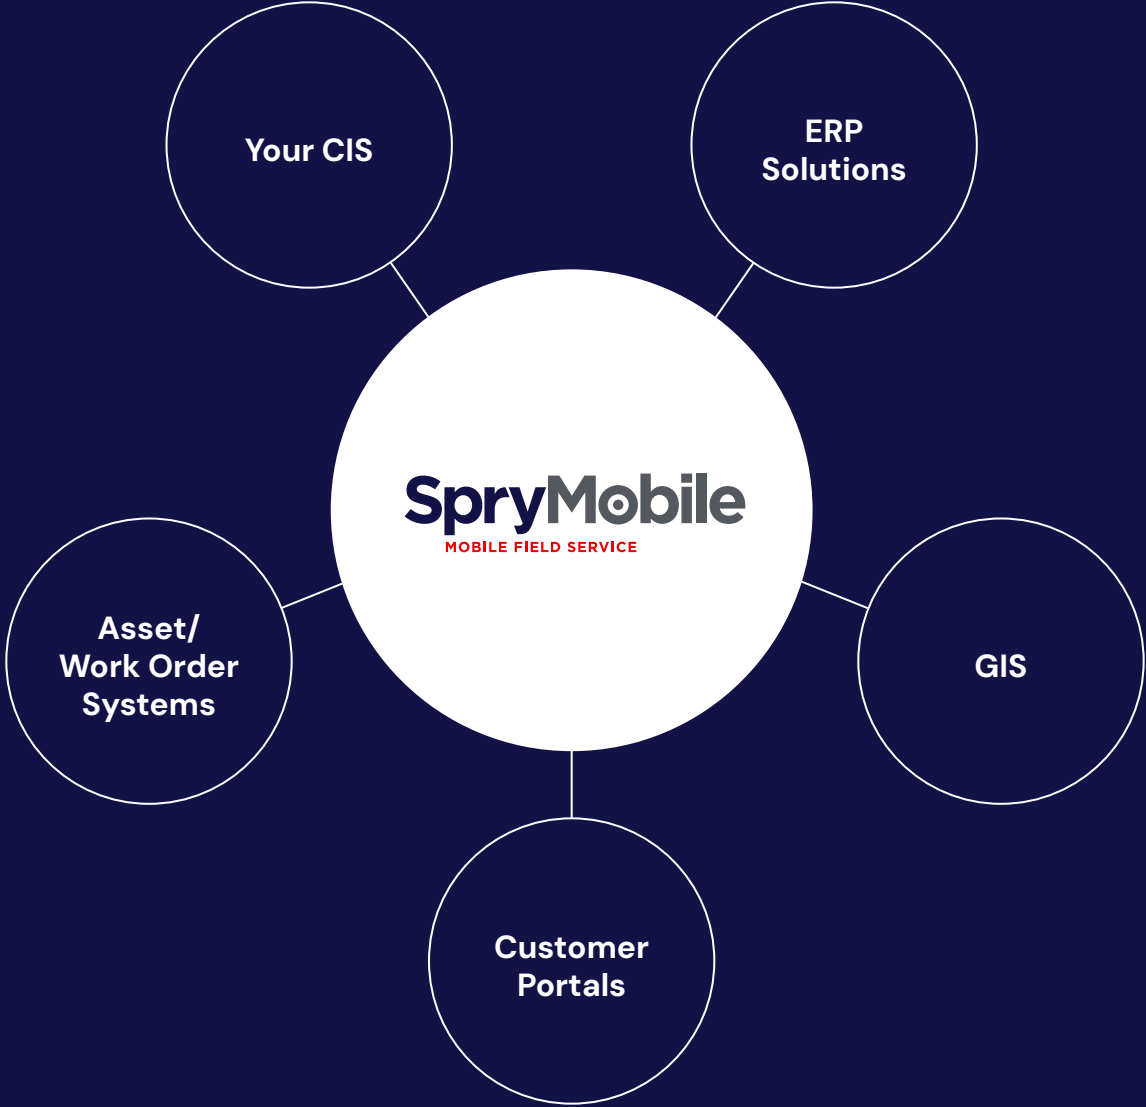 Your CIS
ERP
Solutions
SpryMobile
MOBILE FIELD SERVICE
Asset/
Work Order
Systems
GIS
Customer
Portals